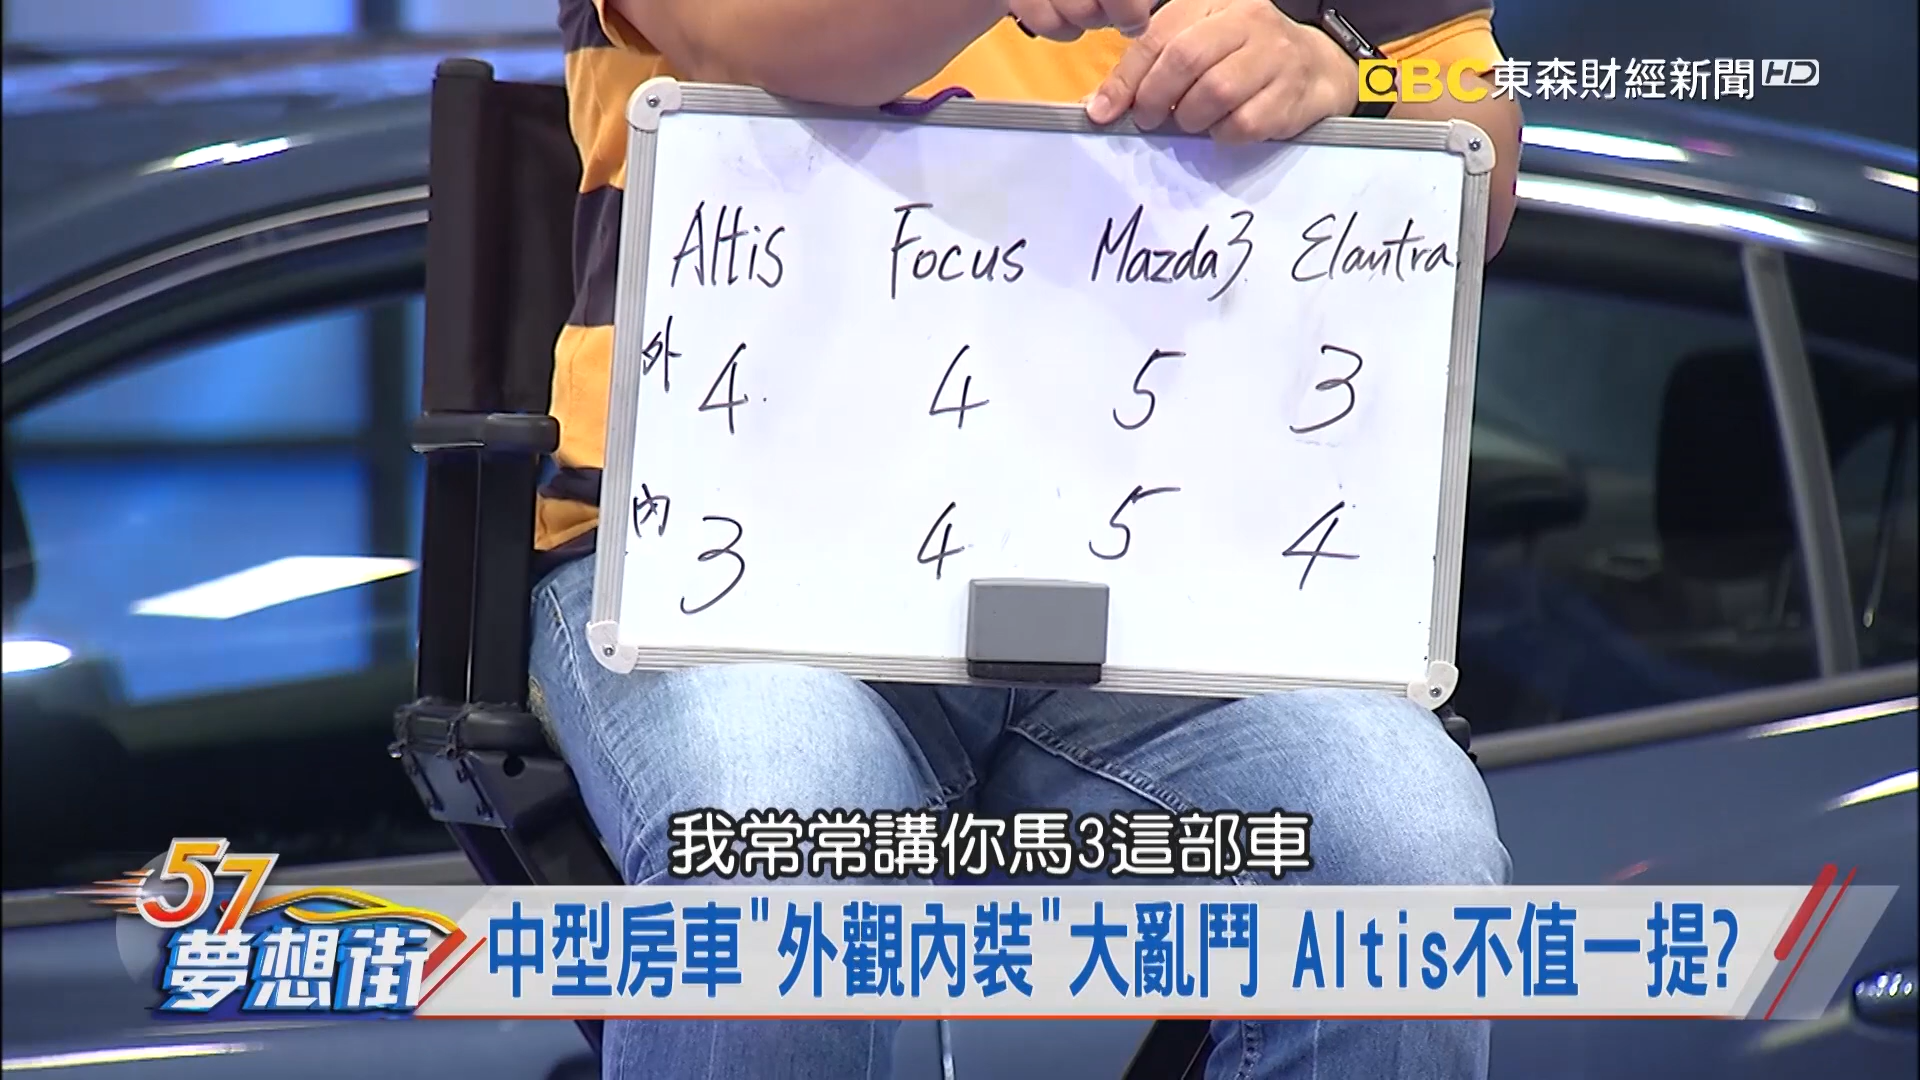 EBC東森財經新聞HD
Altis Focus Mazda3 Elantra
外 4 4 5 3
內 3 4 5 4
我常常講你馬3這部車
57夢想街
中型房車"外觀內裝"大亂鬥 Altis不值一提?